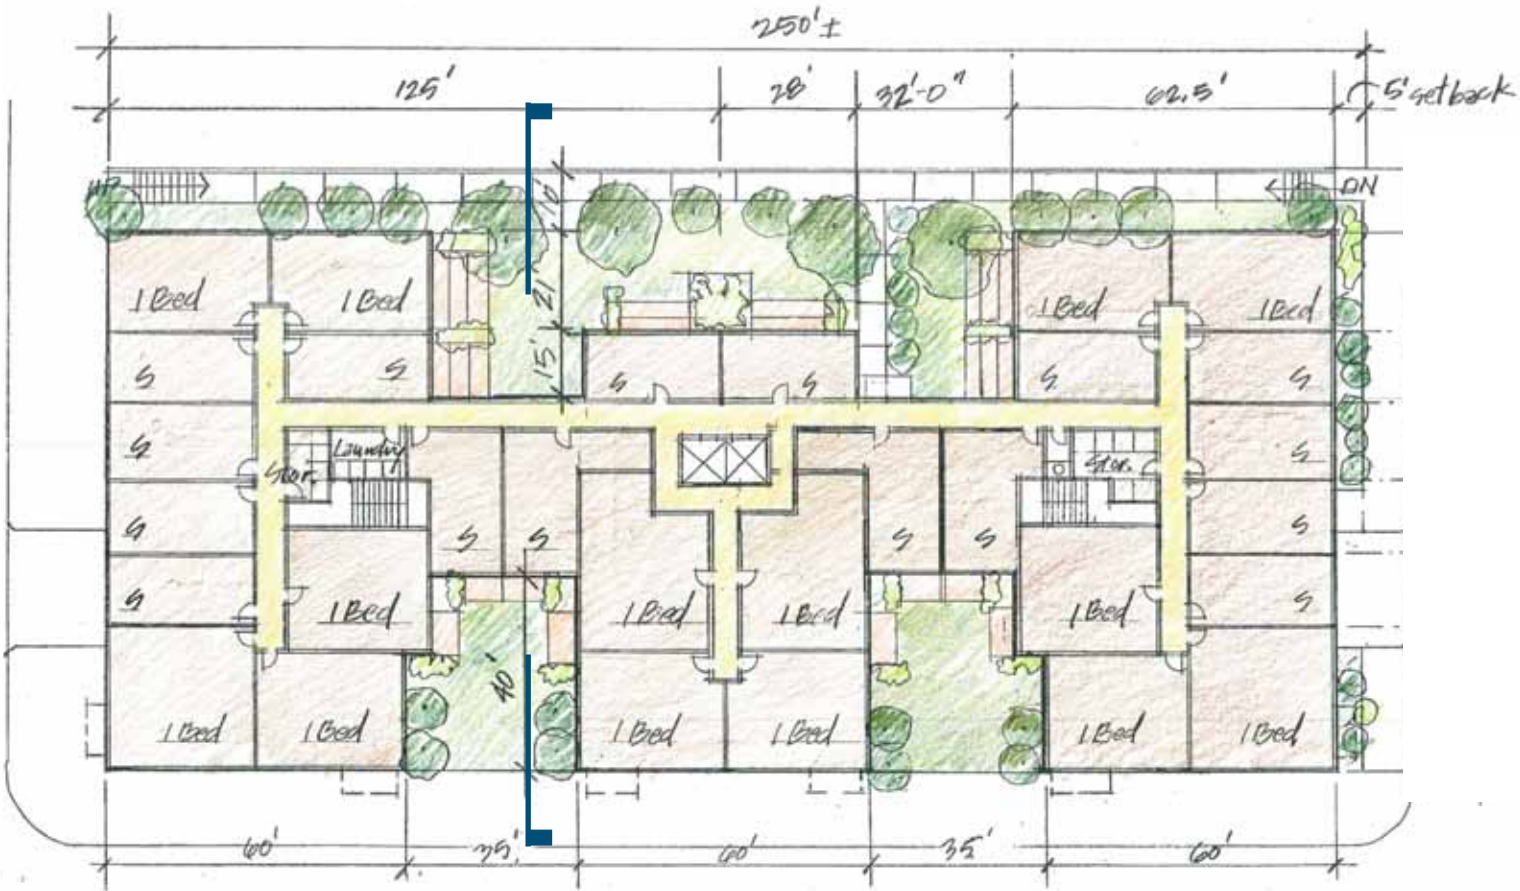 250'±
125' 28' 32'-0" 62.5' 5' setback
UP 10' DN
1 Bed 1 Bed 21' 1 Bed 1 Bed
S S 15' S S S S
S Laundry S
Stor. Stor.
S S S S S S
S 1 Bed 1 Bed 1 Bed 1 Bed S
40'
1 Bed 1 Bed 1 Bed 1 Bed 1 Bed 1 Bed
60' 35' 60' 35' 60'